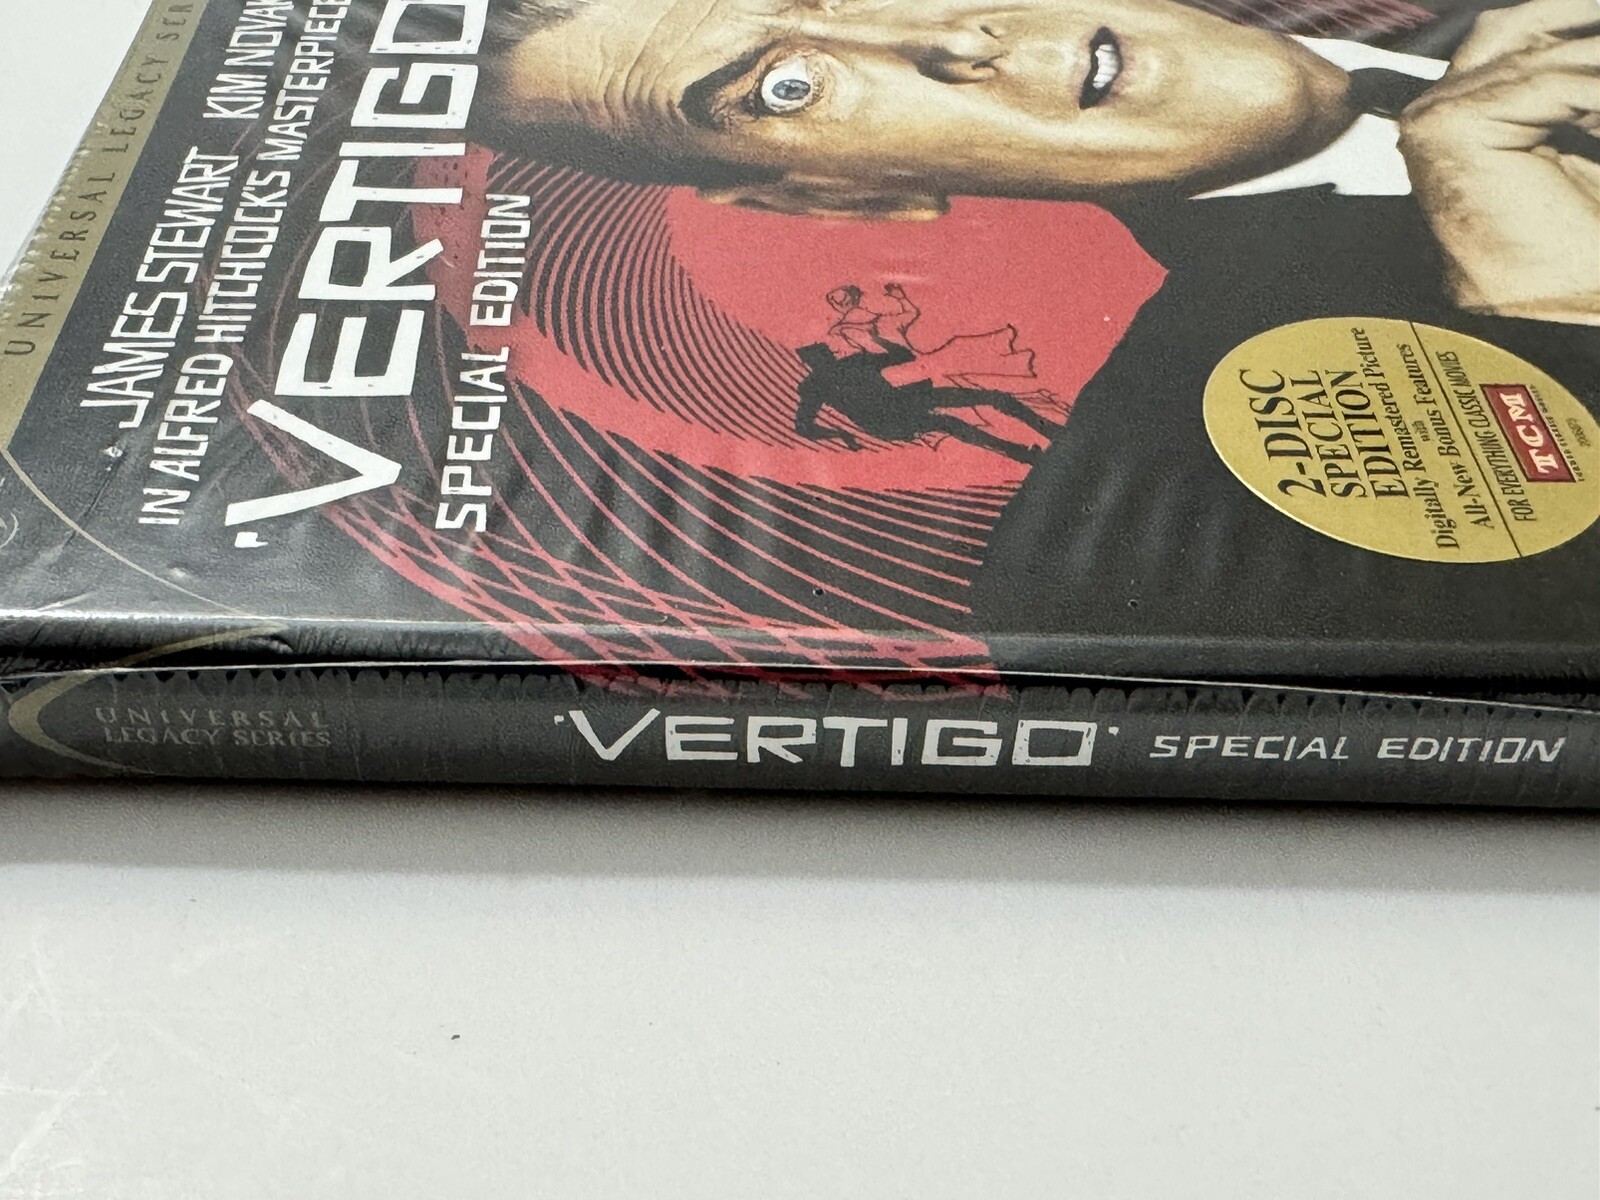 UNIVERSAL LEGACY SER
JAMES STEWART KIM NOVAK
IN ALFRED HITCHCOCK'S MASTERPIECE
'VERTIGO
SPECIAL EDITION
2-DISC
SPECIAL
EDITION
Digitally Remastered Picture
with
All-New Bonus Features
FOR EVERYTHING CLASSIC MOVIES
TCM
UNIVERSAL
LEGACY SERIES
'VERTIGO' SPECIAL EDITION